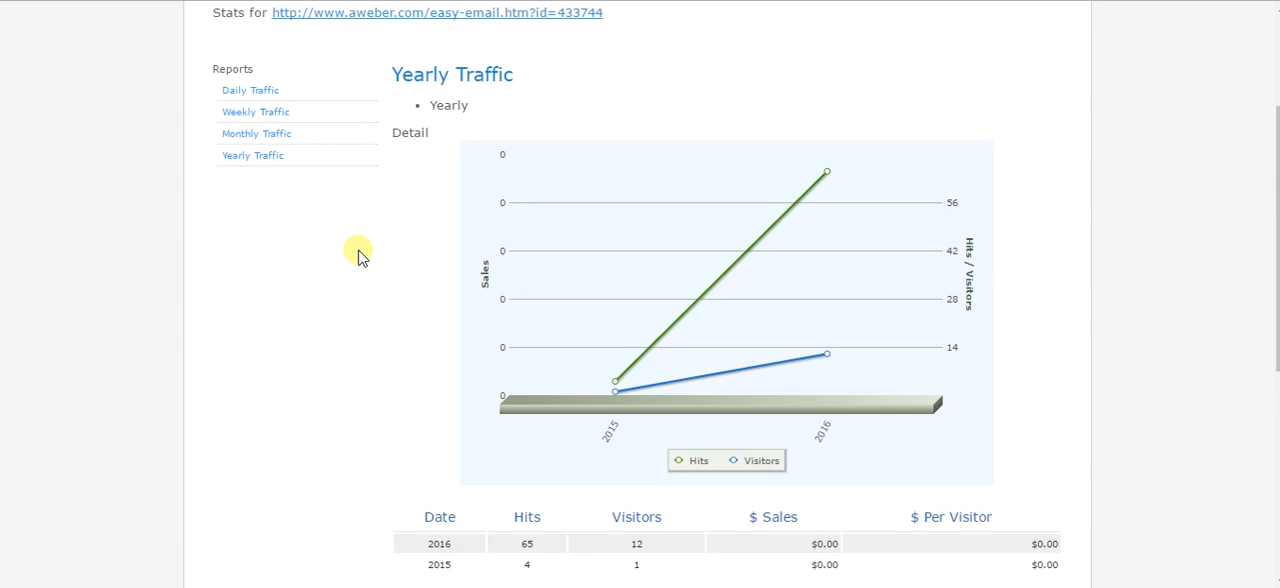 Stats for http://www.aweber.com/easy-email.htm?id=433744
Reports
Daily Traffic
Weekly Traffic
Monthly Traffic
Yearly Traffic
Yearly Traffic
• Yearly
Detail
0
0 56
0 42
0 28
0 14
0
Sales
Hits / Visitors
2015 2016
Hits Visitors
Date Hits Visitors $ Sales $ Per Visitor
2016 65 12 $0.00 $0.00
2015 4 1 $0.00 $0.00